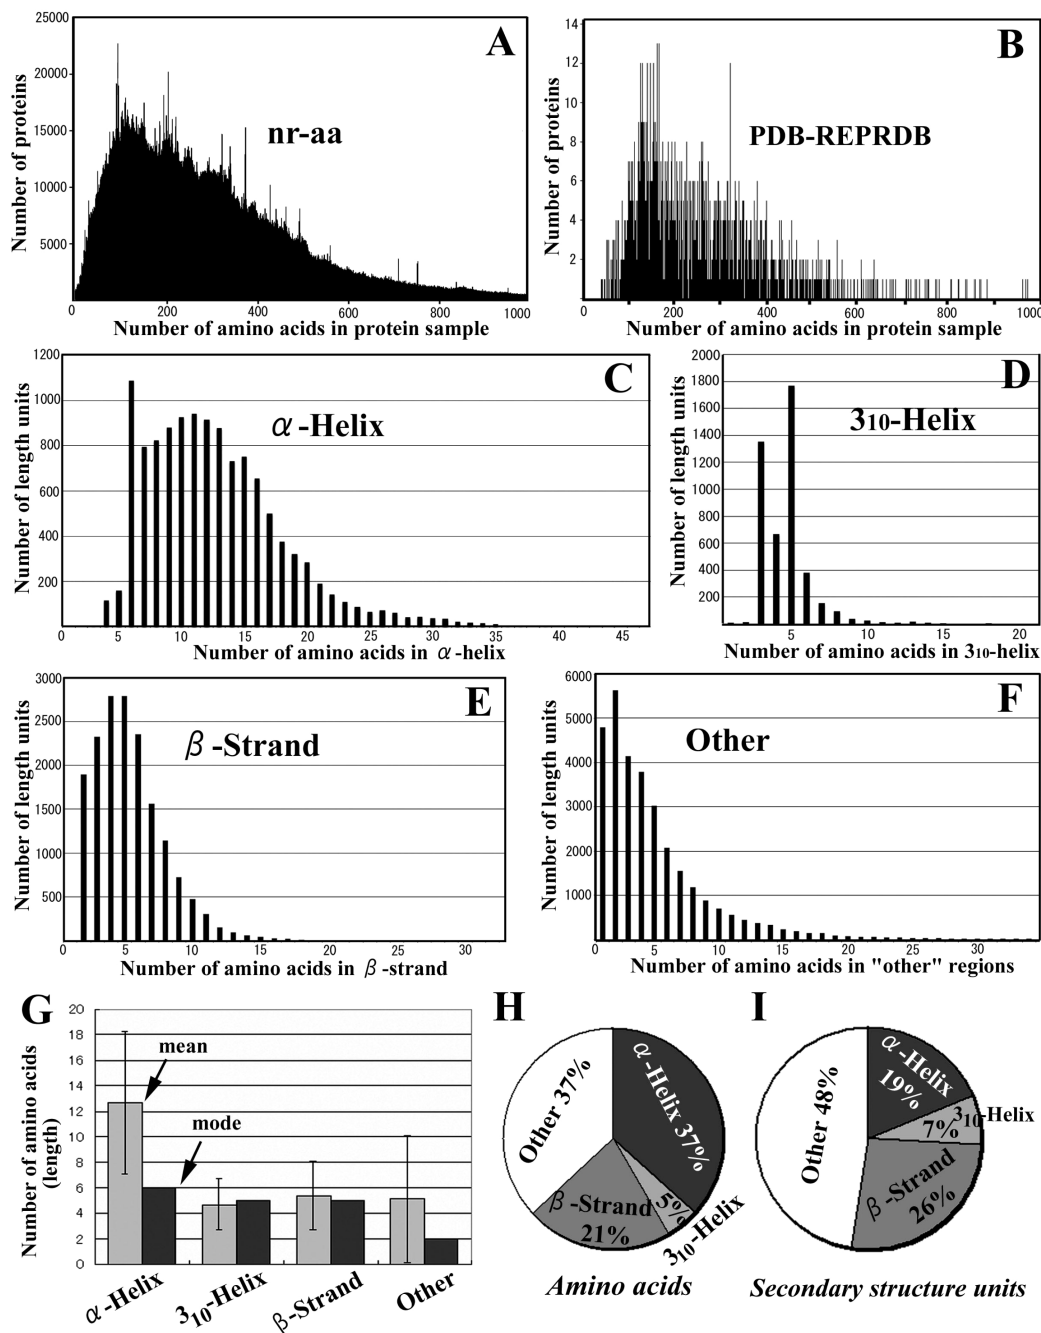 A
nr-aa
Number of proteins
25000
20000
15000
10000
5000
0
200
400
600
800
1000
Number of amino acids in protein sample
B
PDB-REPRDB
Number of proteins
14
12
10
8
6
4
2
0
200
400
600
800
1000
Number of amino acids in protein sample
C
α-Helix
Number of length units
1200
1000
800
600
400
200
0
5
10
15
20
25
30
35
40
45
Number of amino acids in α-helix
D
310-Helix
Number of length units
2000
1800
1600
1400
1200
1000
800
600
400
200
5
10
15
20
Number of amino acids in 310-helix
E
β-Strand
Number of length units
3000
2500
2000
1500
1000
500
0
5
10
15
20
25
30
Number of amino acids in β-strand
F
Other
Number of length units
6000
5000
4000
3000
2000
1000
0
5
10
15
20
25
30
Number of amino acids in "other" regions
G
mean
mode
Number of amino acids
(length)
20
18
16
14
12
10
8
6
4
2
0
α-Helix
310-Helix
β-Strand
Other
H
α-Helix 37%
5%
310-Helix
β-Strand
21%
Other 37%
Amino acids
I
α-Helix
19%
310-Helix
7%
β-Strand
26%
Other 48%
Secondary structure units